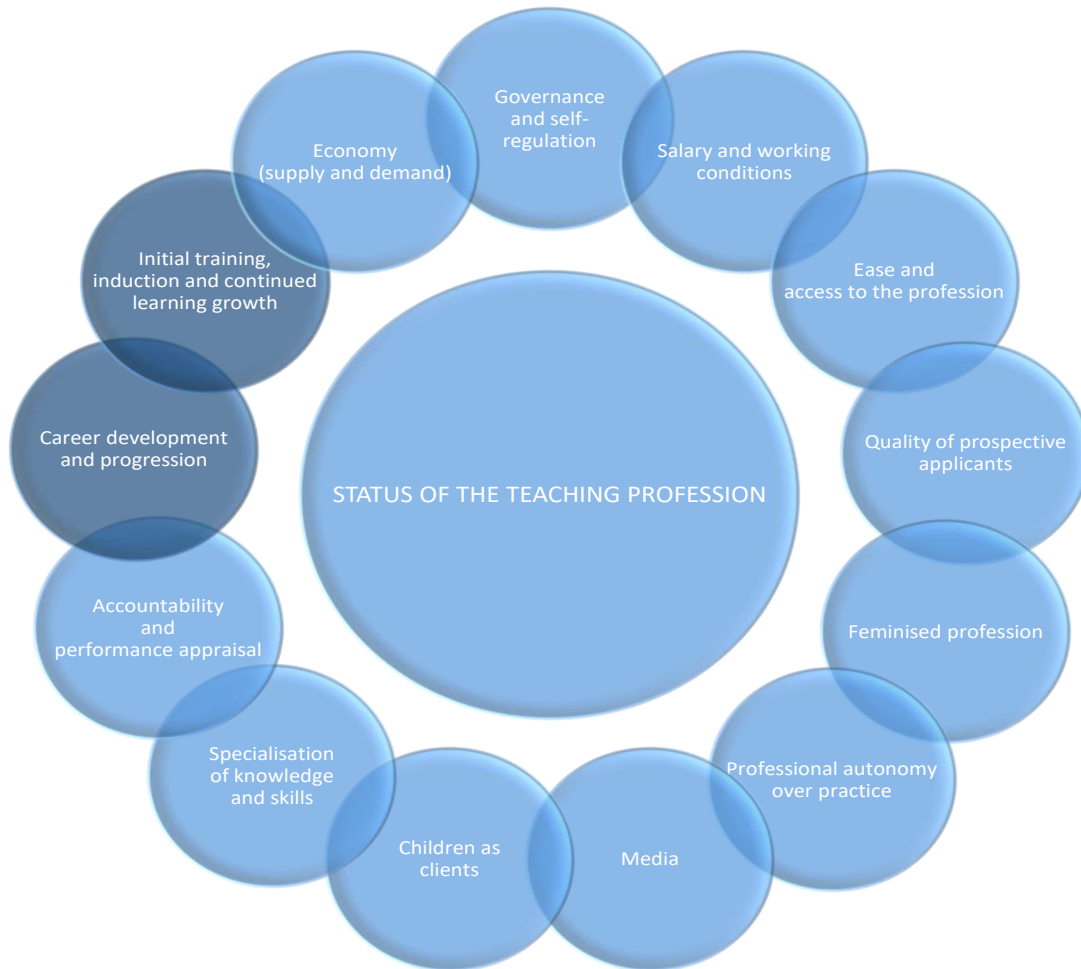 Governance
and self-
regulation
Salary and working
conditions
Ease and
access to the profession
Quality of prospective
applicants
Feminised profession
Professional autonomy
over practice
Media
Children as
clients
Specialisation
of knowledge
and skills
Accountability
and
performance appraisal
Career development
and progression
Initial training,
induction and continued
learning growth
Economy
(supply and demand)
STATUS OF THE TEACHING PROFESSION